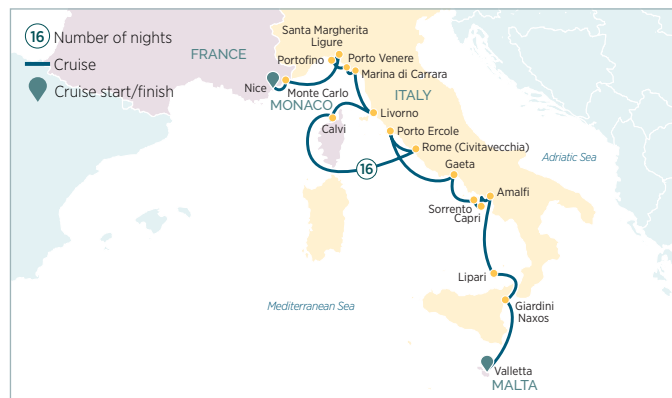 16 Number of nights
Cruise
Cruise start/finish
FRANCE
Santa Margherita
Ligure
Portofino
Porto Venere
Marina di Carrara
Nice
Monte Carlo
MONACO
ITALY
Livorno
Calvi
Porto Ercole
Rome (Civitavecchia)
Adriatic Sea
16
Gaeta
Amalfi
Sorrento
Capri
Lipari
Mediterranean Sea
Giardini
Naxos
Valletta
MALTA